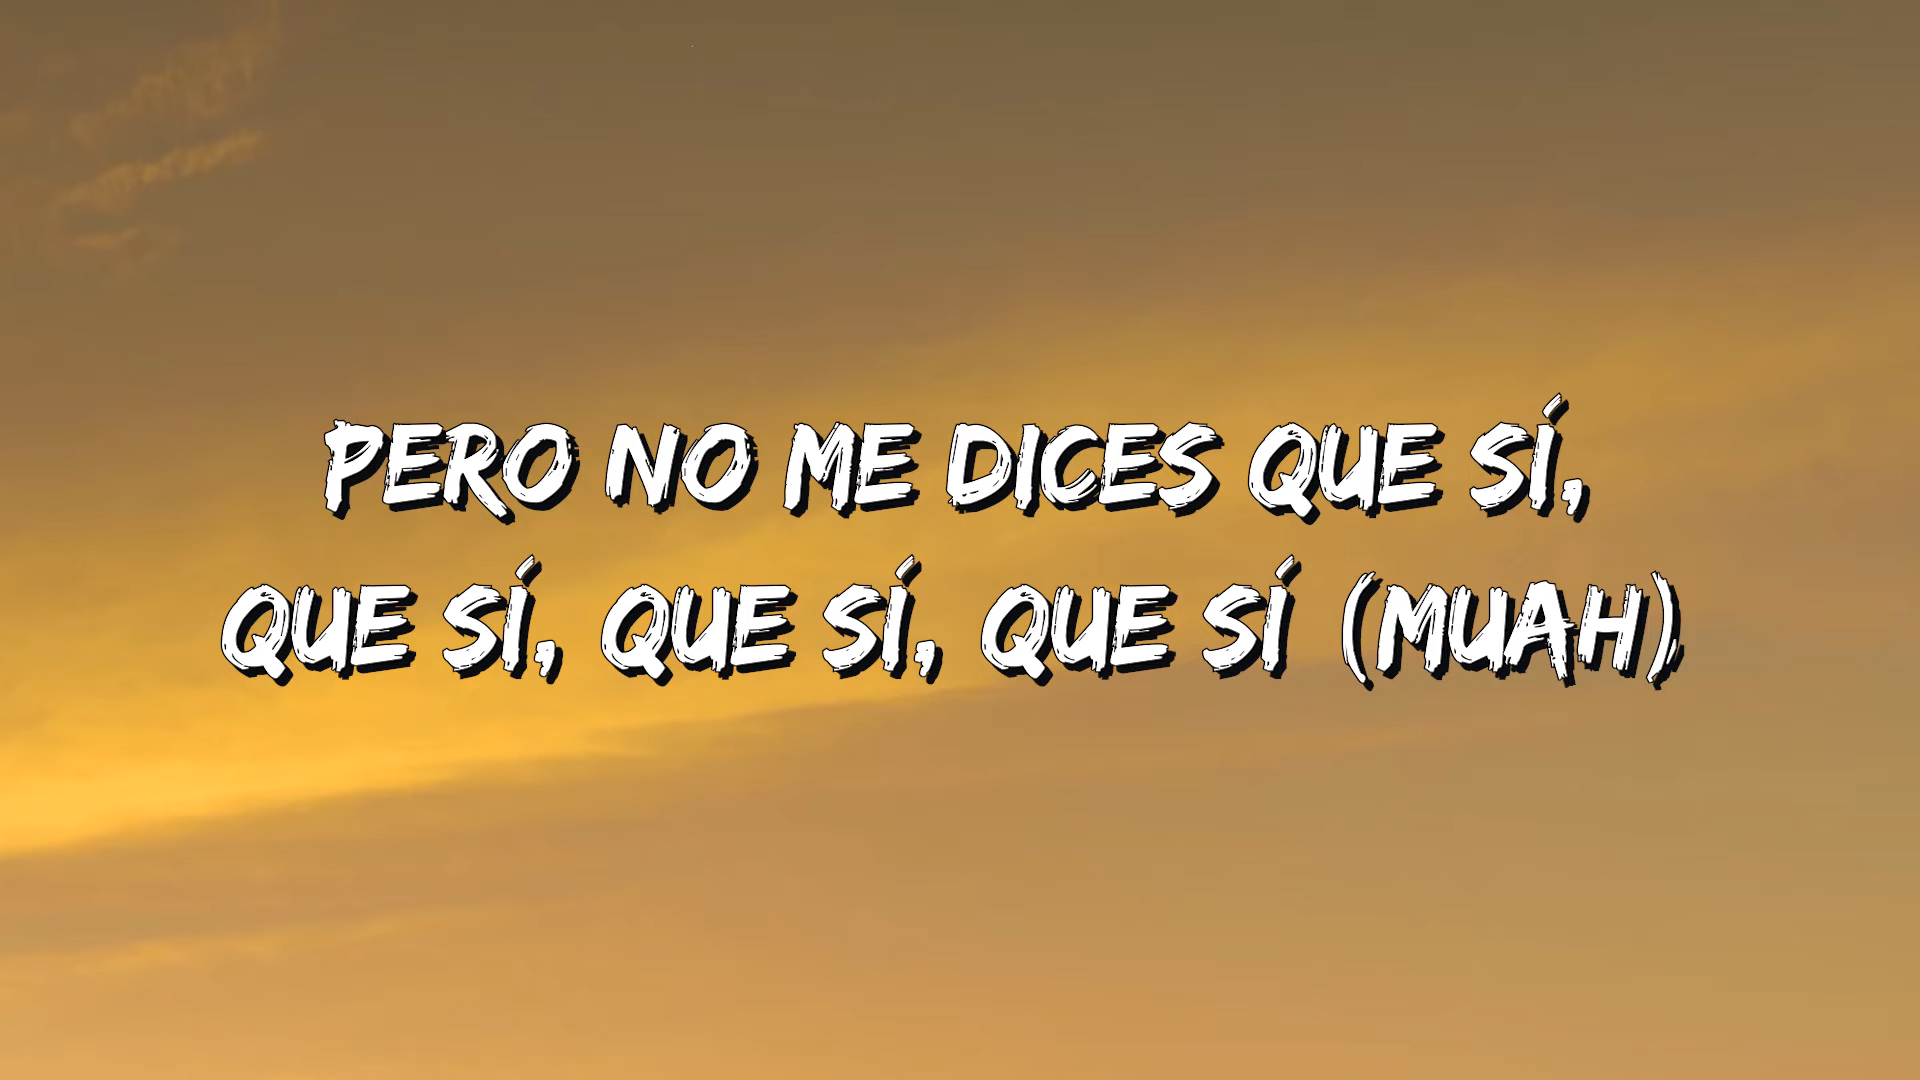 PERO NO ME DICES QUE SÍ,
QUE SÍ, QUE SÍ, QUE SÍ (MUAH)